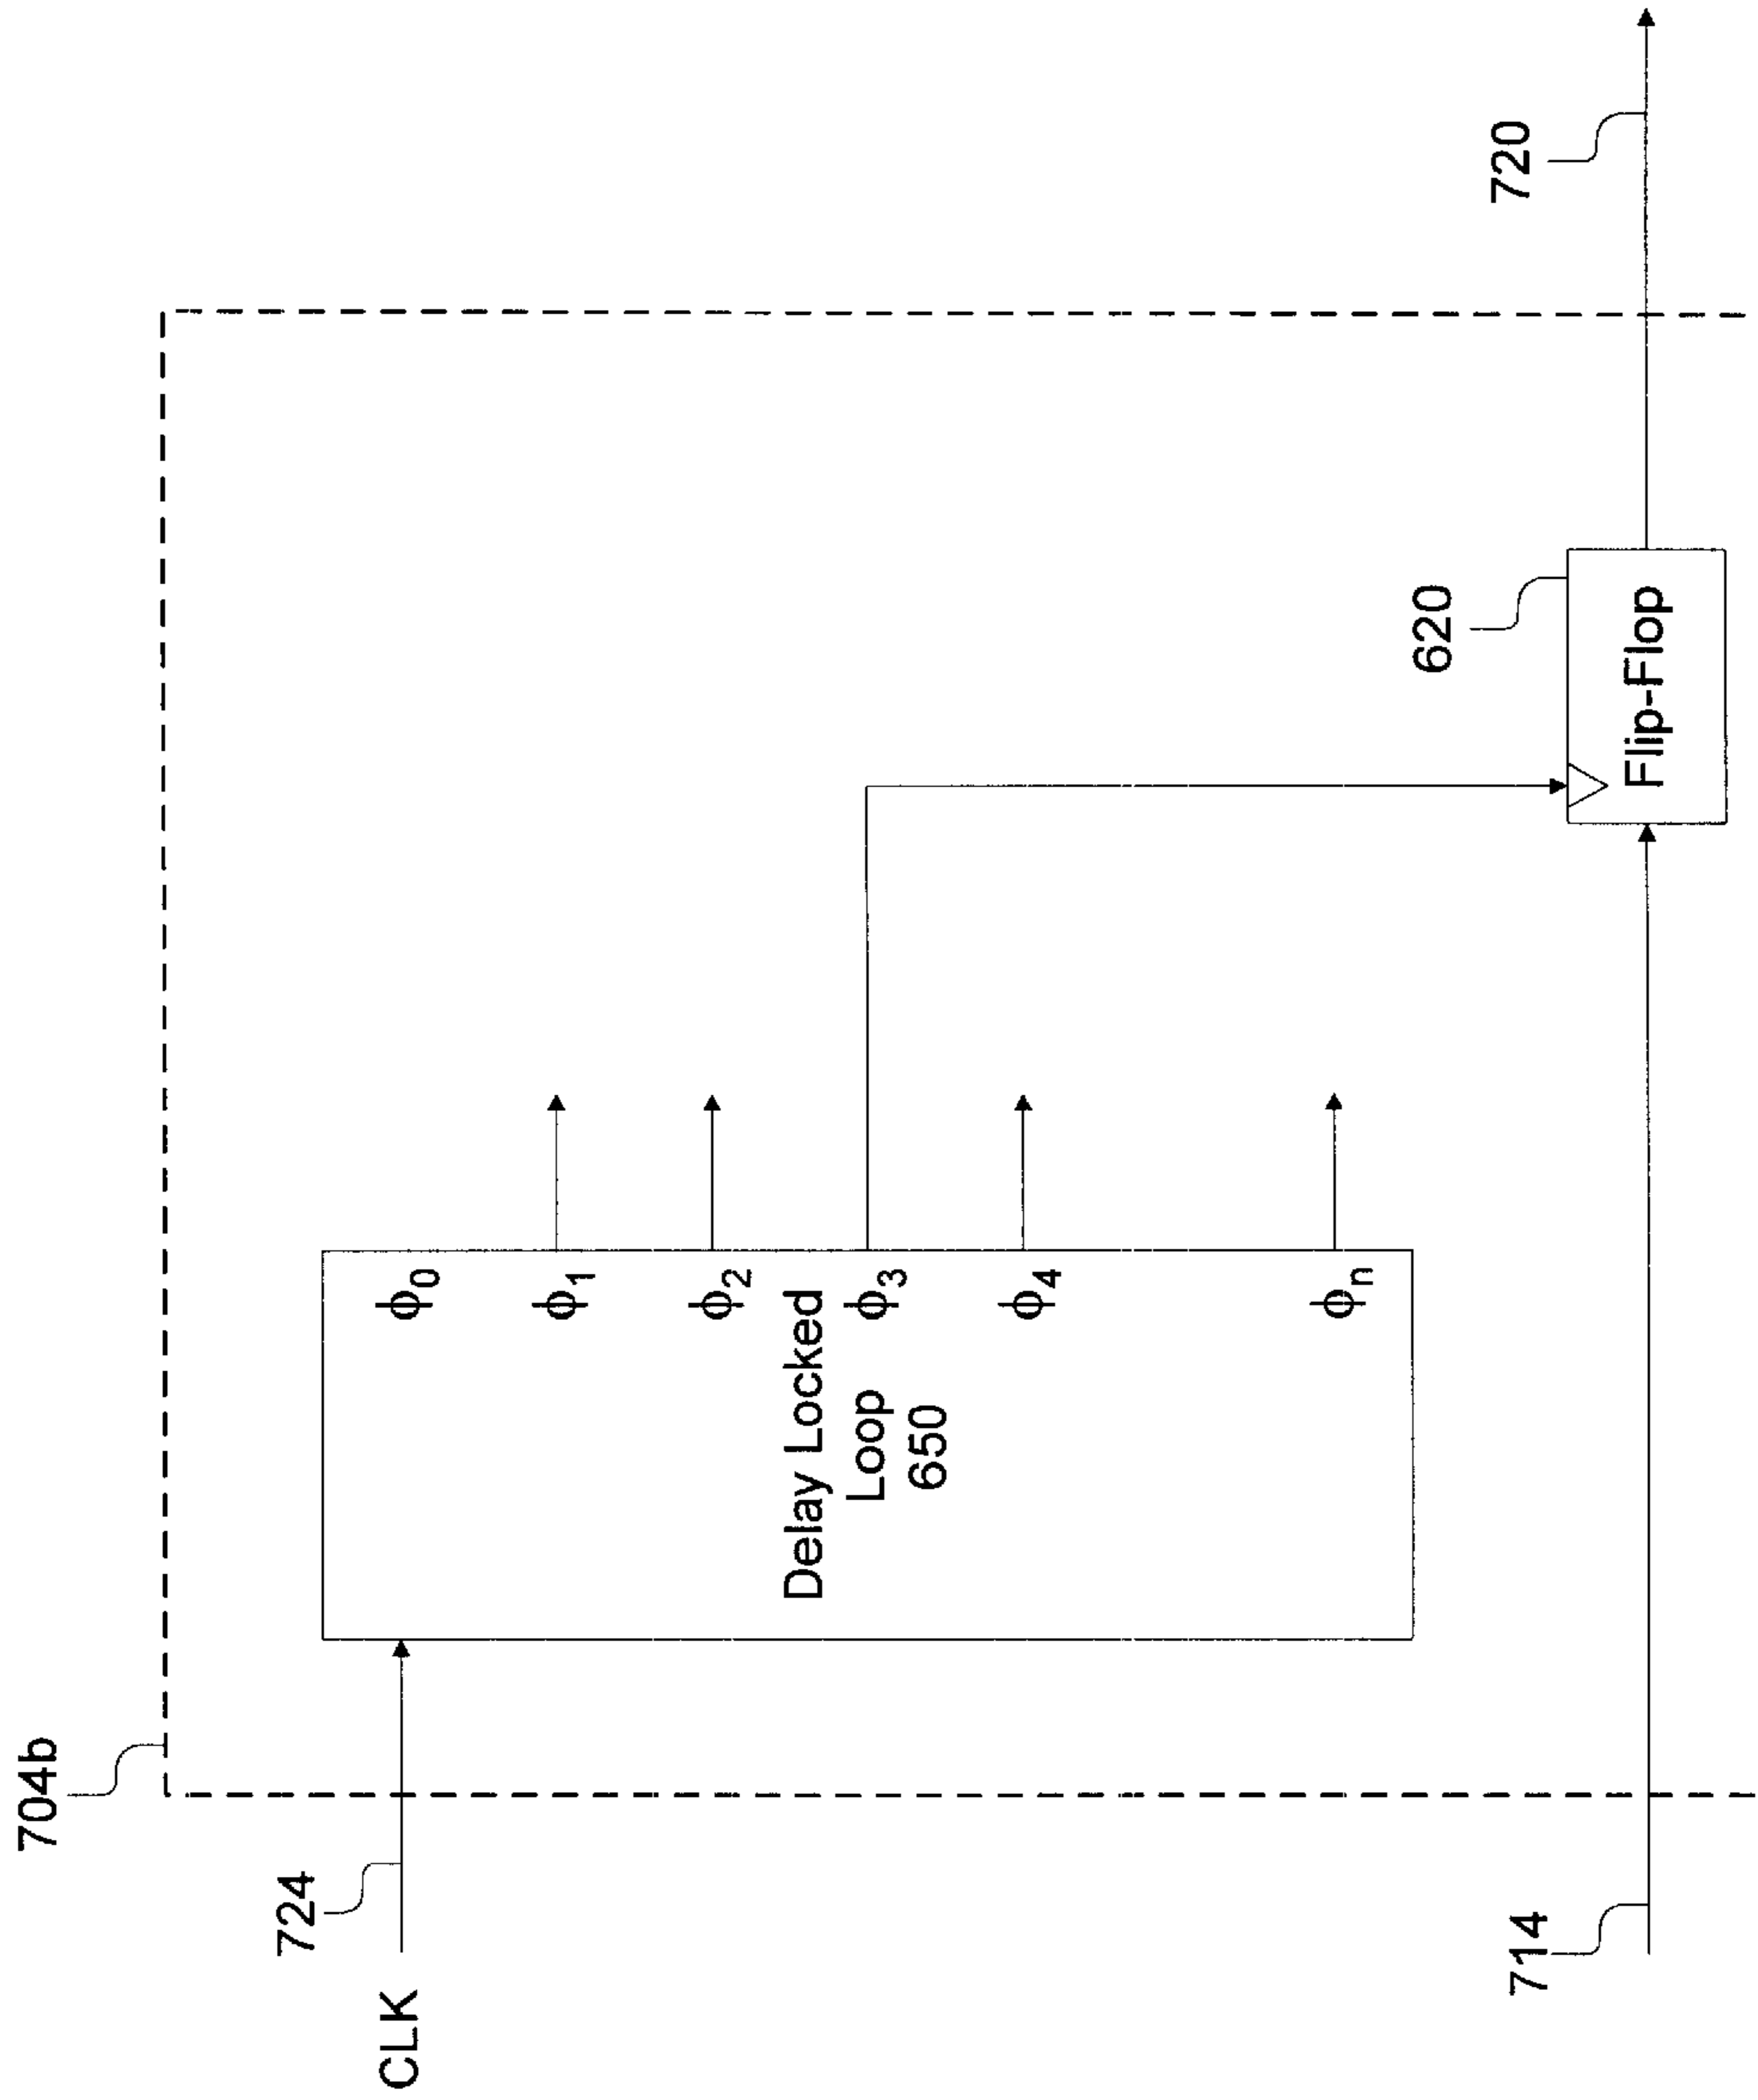 704b
724
CLK
ϕ0
ϕ1
ϕ2
Delay Locked
Loop
650
ϕ3
ϕ4
ϕn
620
Flip-Flop
720
714